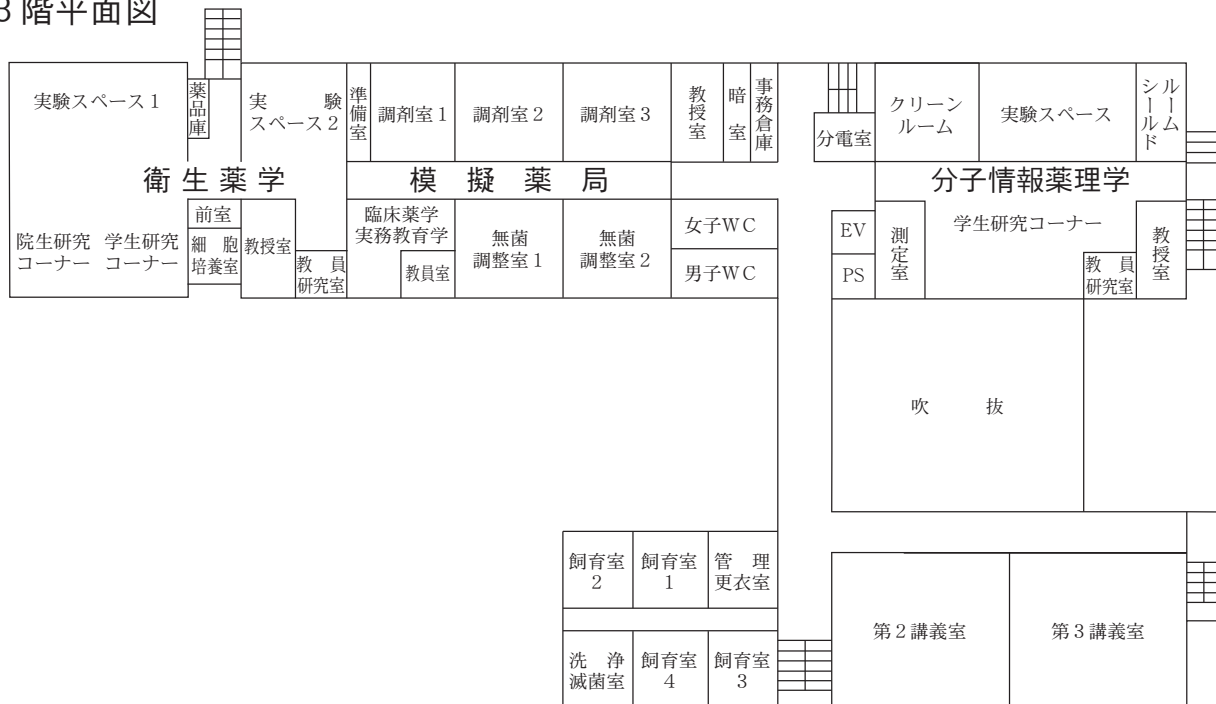 3階平面図
実験スペース1
薬品庫
実　験
スペース2
準備室
調剤室1
調剤室2
調剤室3
教授室
暗　室
事務倉庫
分電室
クリーン
ルーム
実験スペース
シールド
ルーム
衛生薬学
模擬薬局
分子情報薬理学
院生研究
コーナー
学生研究
コーナー
前室
細　胞
培養室
教授室
教　員
研究室
臨床薬学
実務教育学
教員室
無菌
調整室1
無菌
調整室2
女子WC
男子WC
EV
PS
測定室
学生研究コーナー
教　員
研究室
教授室
吹　抜
飼育室
2
飼育室
1
管　理
更衣室
洗　浄
滅菌室
飼育室
4
飼育室
3
第2講義室
第3講義室